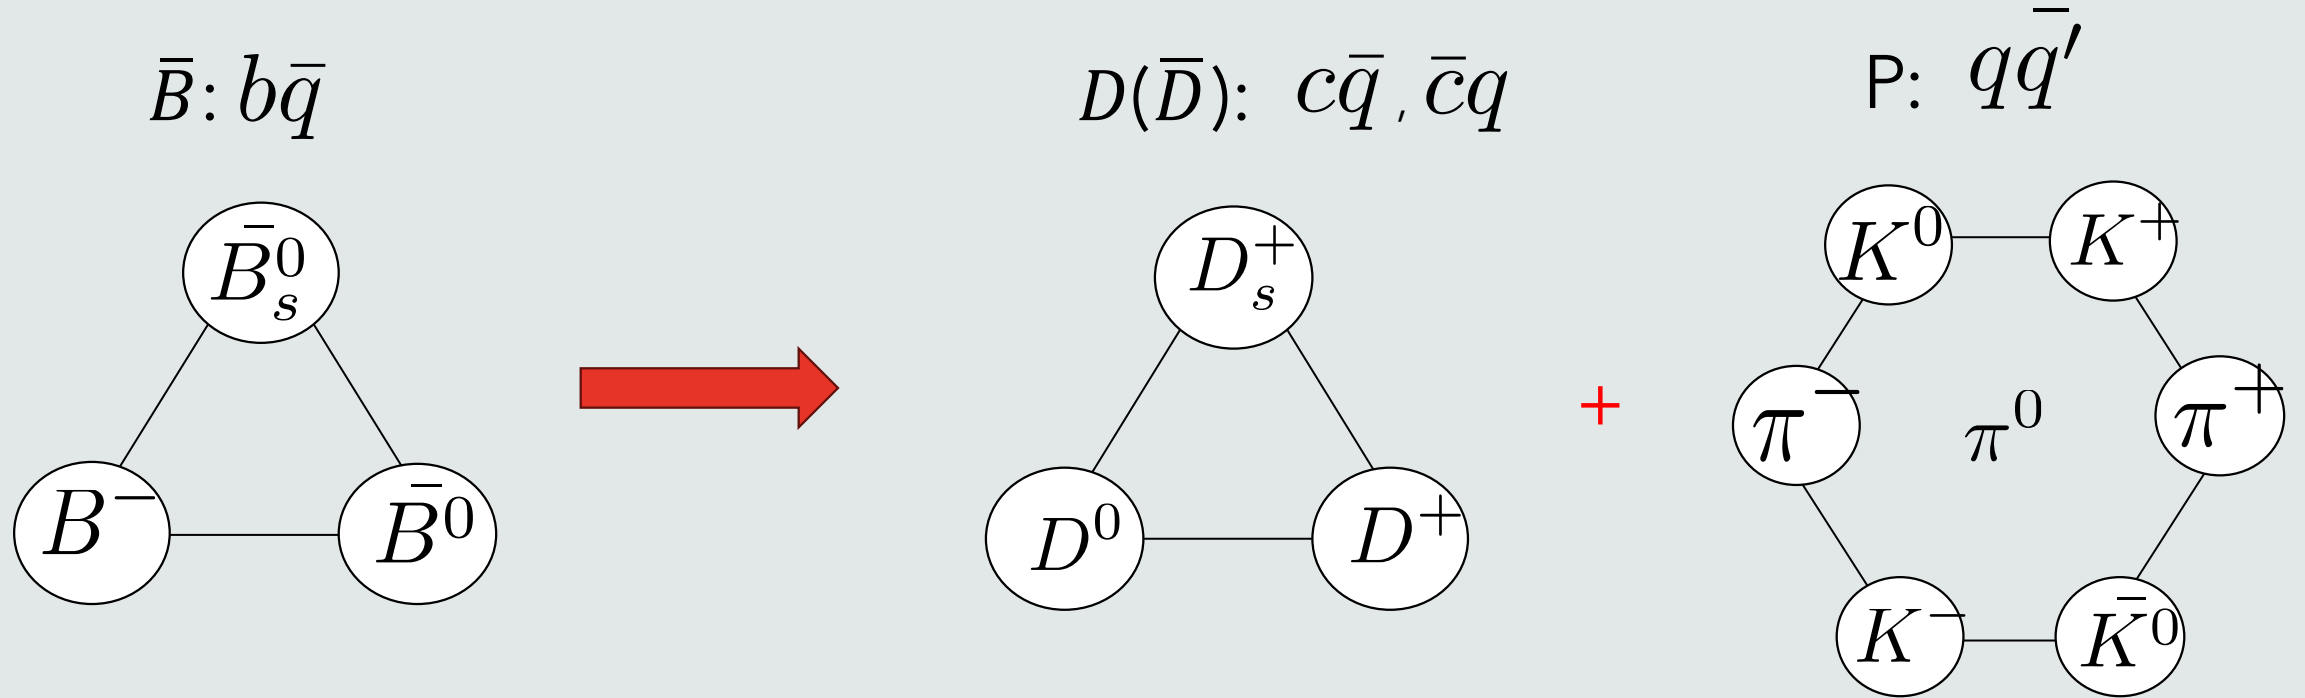 B̅: bq̅
D(D̅): cq̅, c̅q
P: qq̅′
B̅⁰ₛ
B⁻
B̅⁰
D⁺ₛ
D⁰
D⁺
+
K⁰
K⁺
π⁻
π⁰
π⁺
K⁻
K̅⁰